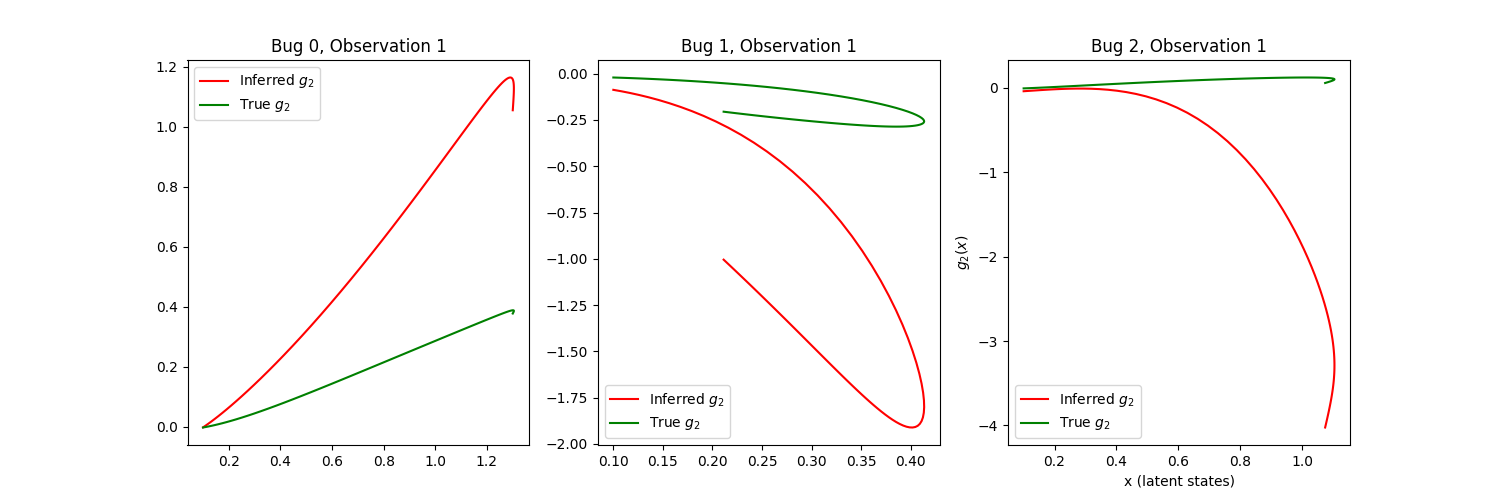 Bug 0, Observation 1
Inferred g₂
True g₂
1.2
1.0
0.8
0.6
0.4
0.2
0.0
0.2 0.4 0.6 0.8 1.0 1.2
Bug 1, Observation 1
0.00
−0.25
−0.50
−0.75
−1.00
−1.25
−1.50
−1.75
−2.00
Inferred g₂
True g₂
0.10 0.15 0.20 0.25 0.30 0.35 0.40
Bug 2, Observation 1
g₂(x)
0
−1
−2
−3
−4
Inferred g₂
True g₂
0.2 0.4 0.6 0.8 1.0
x (latent states)